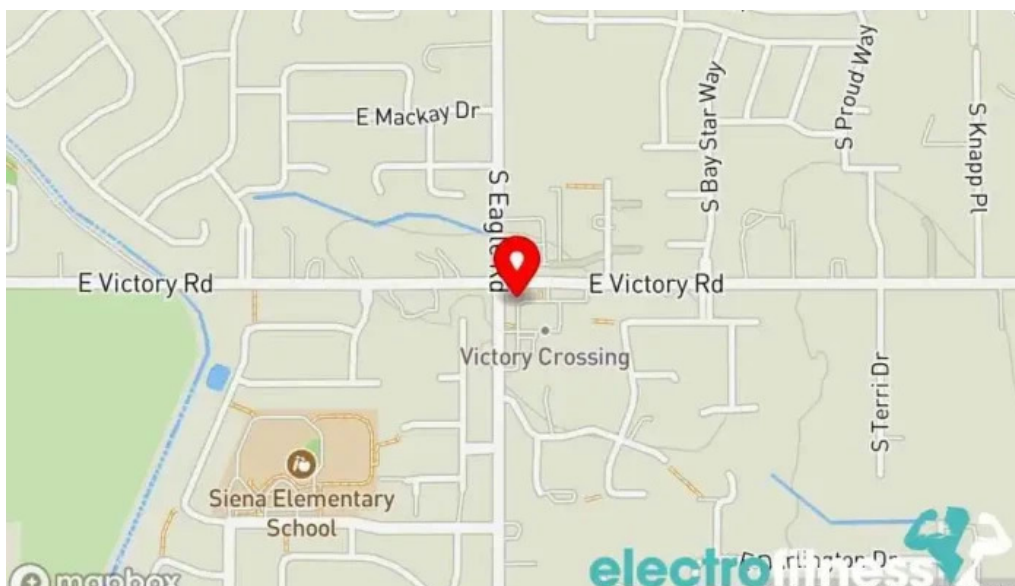 E Mackay Dr
S Eagle Rd
S Bay Star Way
S Proud Way
S Knapp Pl
E Victory Rd
E Victory Rd
Victory Crossing
S Terri Dr
Siena Elementary
School
mapbox
electrofitness